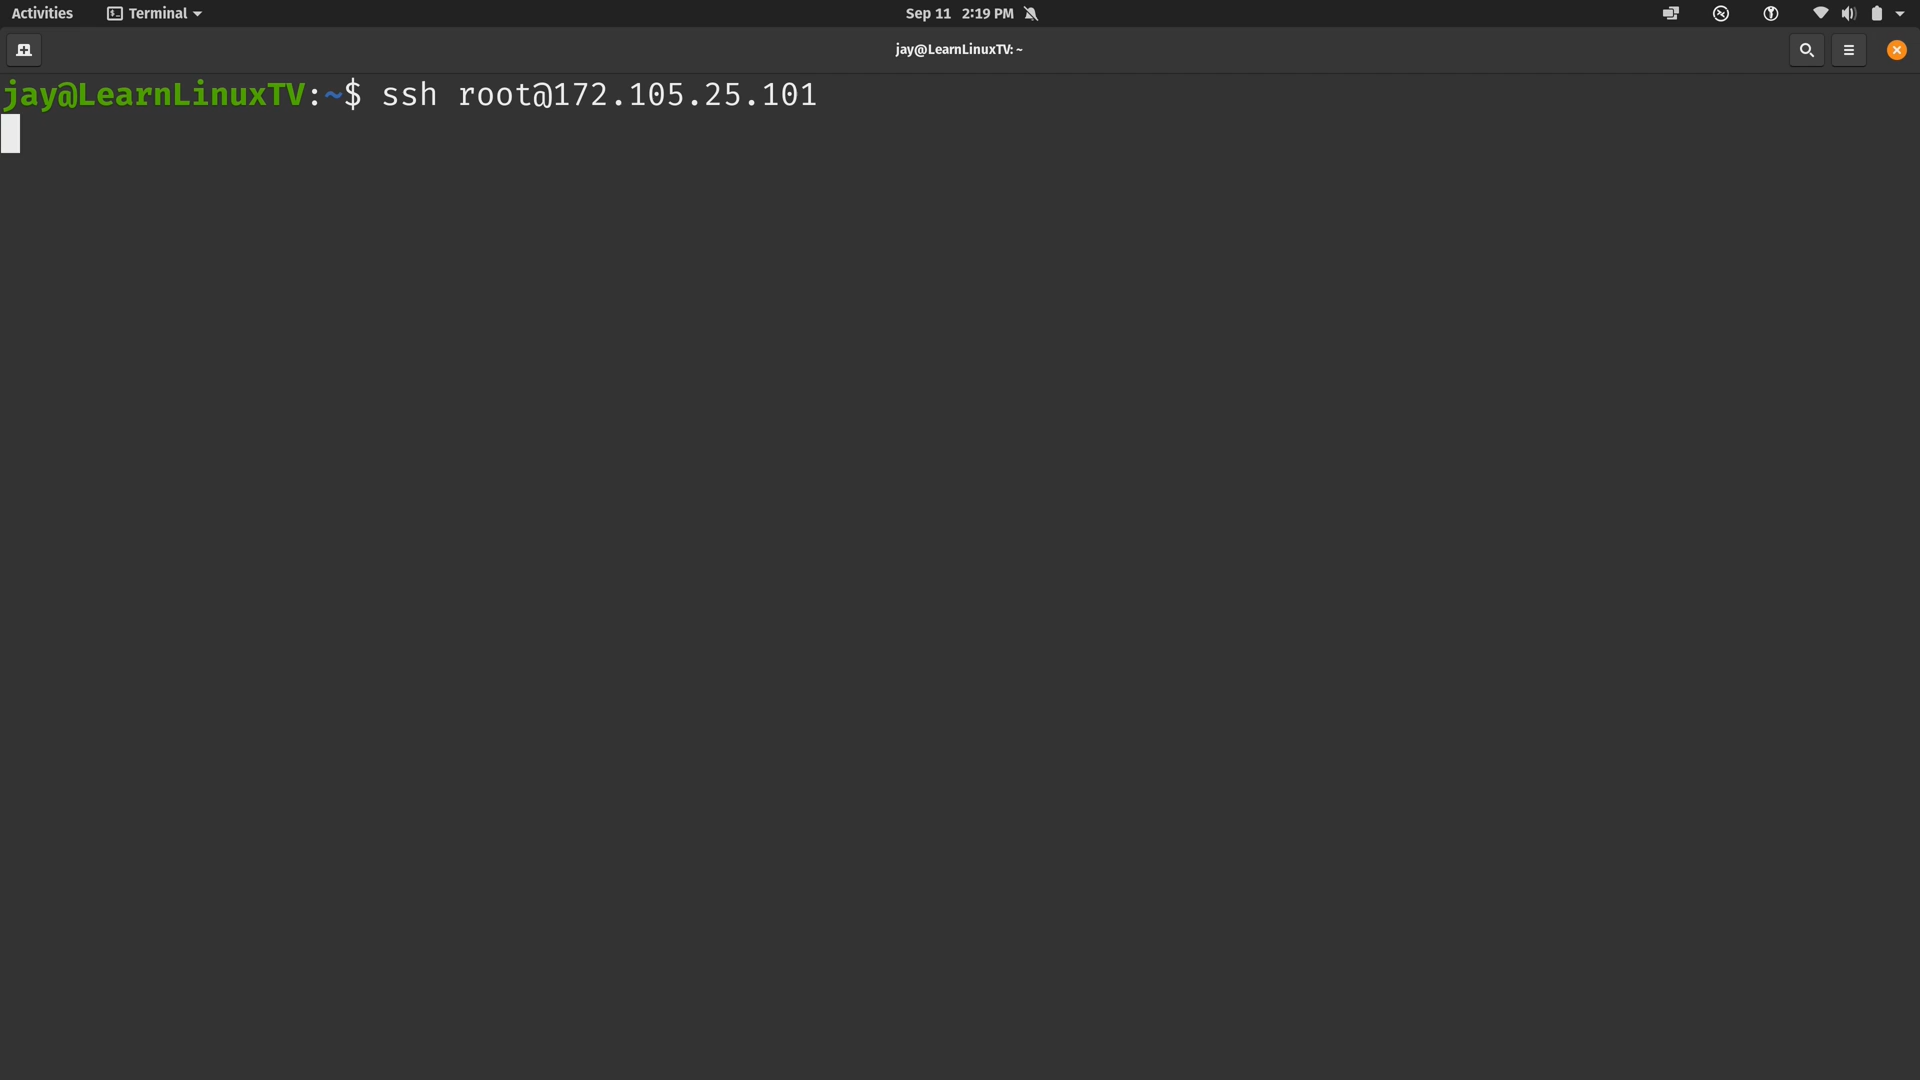 Activities Terminal Sep 11 2:19 PM
jay@LearnLinuxTV: ~
jay@LearnLinuxTV:~$ ssh root@172.105.25.101